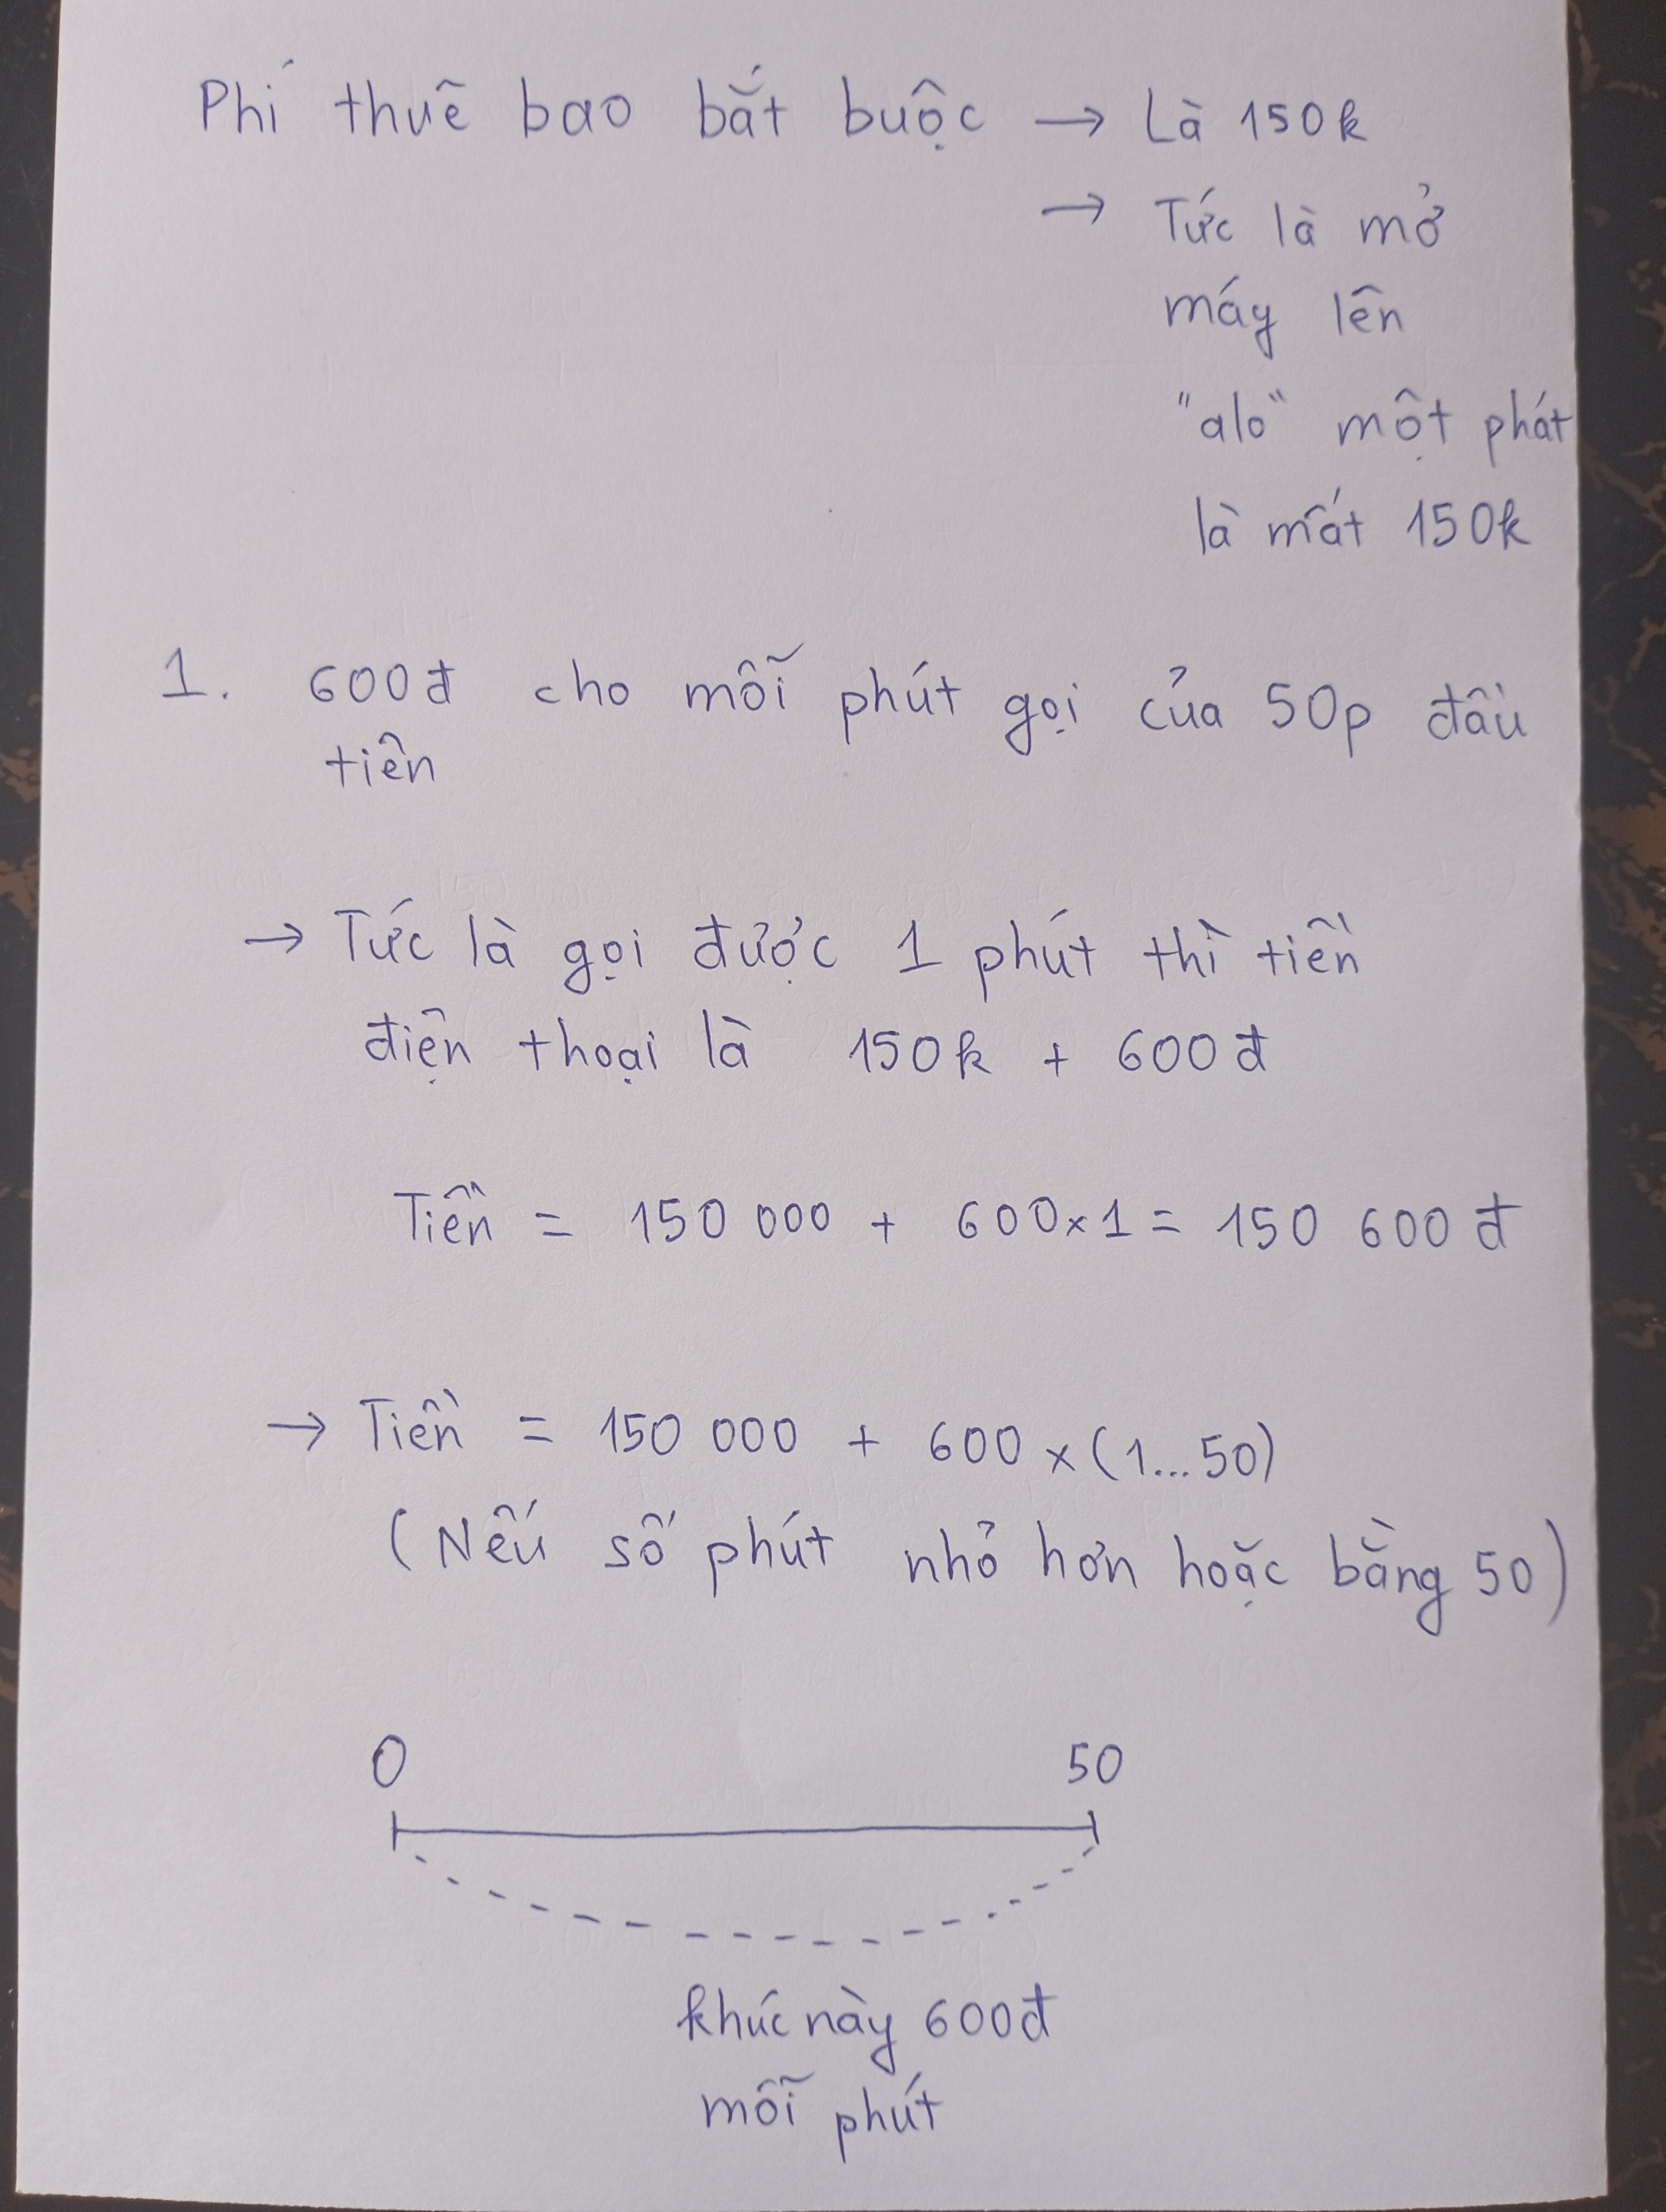 Phí thuê bao bắt buộc → Là 150k
→ Tức là mở
máy lên
"alo" một phát
là mất 150k
1. 600đ cho mỗi phút gọi của 50p đầu
tiên
→ Tức là gọi được 1 phút thì tiền
điện thoại là 150k + 600đ
Tiền = 150 000 + 600×1 = 150 600 đ
→ Tiền = 150 000 + 600 × (1...50)
(Nếu số phút nhỏ hơn hoặc bằng 50)
0 50
khúc này 600đ
mỗi phút